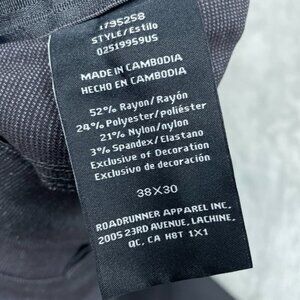 1795258
STYLE/Estilo
02519959US
MADE IN CAMBODIA
HECHO EN CAMBODIA
52% Rayon/Rayón
24% Polyester/poliéster
21% Nylon/nylon
3% Spandex/Elastano
Exclusive of Decoration
Exclusivo de decoración
38X30
ROADRUNNER APPAREL INC.
2005 23RD AVENUE, LACHINE,
QC, CA H8T 1X1